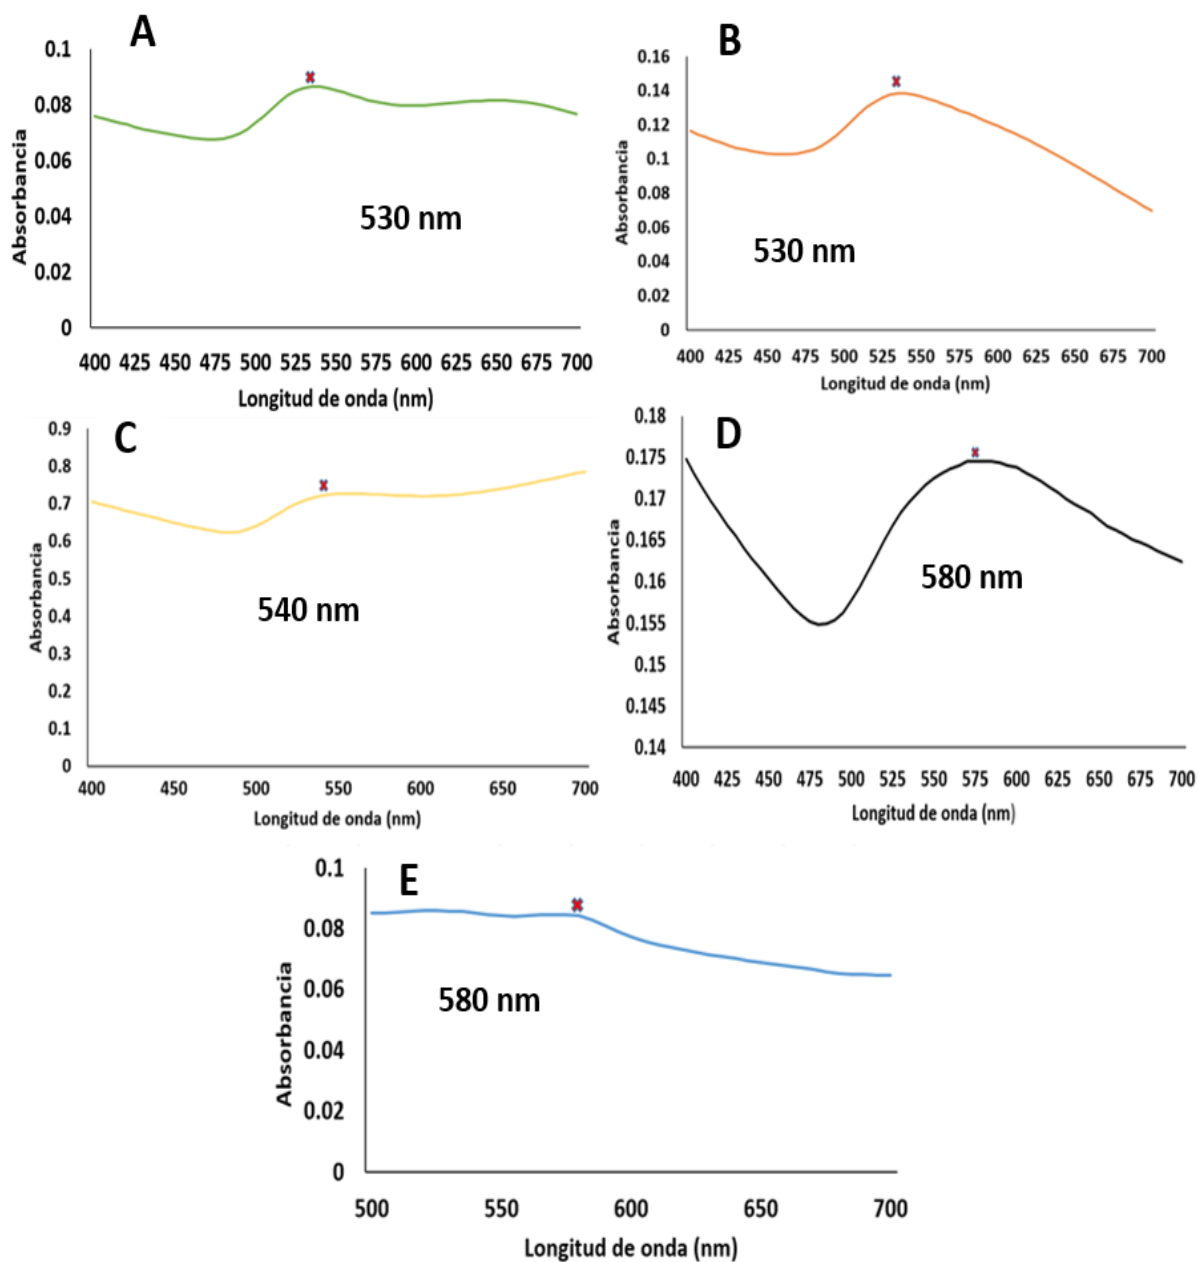 A
0.1
0.08
0.06
0.04
0.02
0
Absorbancia
530 nm
400 425 450 475 500 525 550 575 600 625 650 675 700
Longitud de onda (nm)
B
0.16
0.14
0.12
0.1
0.08
0.06
0.04
0.02
0
Absorbancia
530 nm
400 425 450 475 500 525 550 575 600 625 650 675 700
Longitud de onda (nm)
C
0.9
0.8
0.7
0.6
0.5
0.4
0.3
0.2
0.1
0
Absorbancia
540 nm
400 450 500 550 600 650 700
Longitud de onda (nm)
D
0.18
0.175
0.17
0.165
0.16
0.155
0.15
0.145
0.14
Absorbancia
580 nm
400 425 450 475 500 525 550 575 600 625 650 675 700
Longitud de onda (nm)
E
0.1
0.08
0.06
0.04
0.02
0
Absorbancia
580 nm
500 550 600 650 700
Longitud de onda (nm)